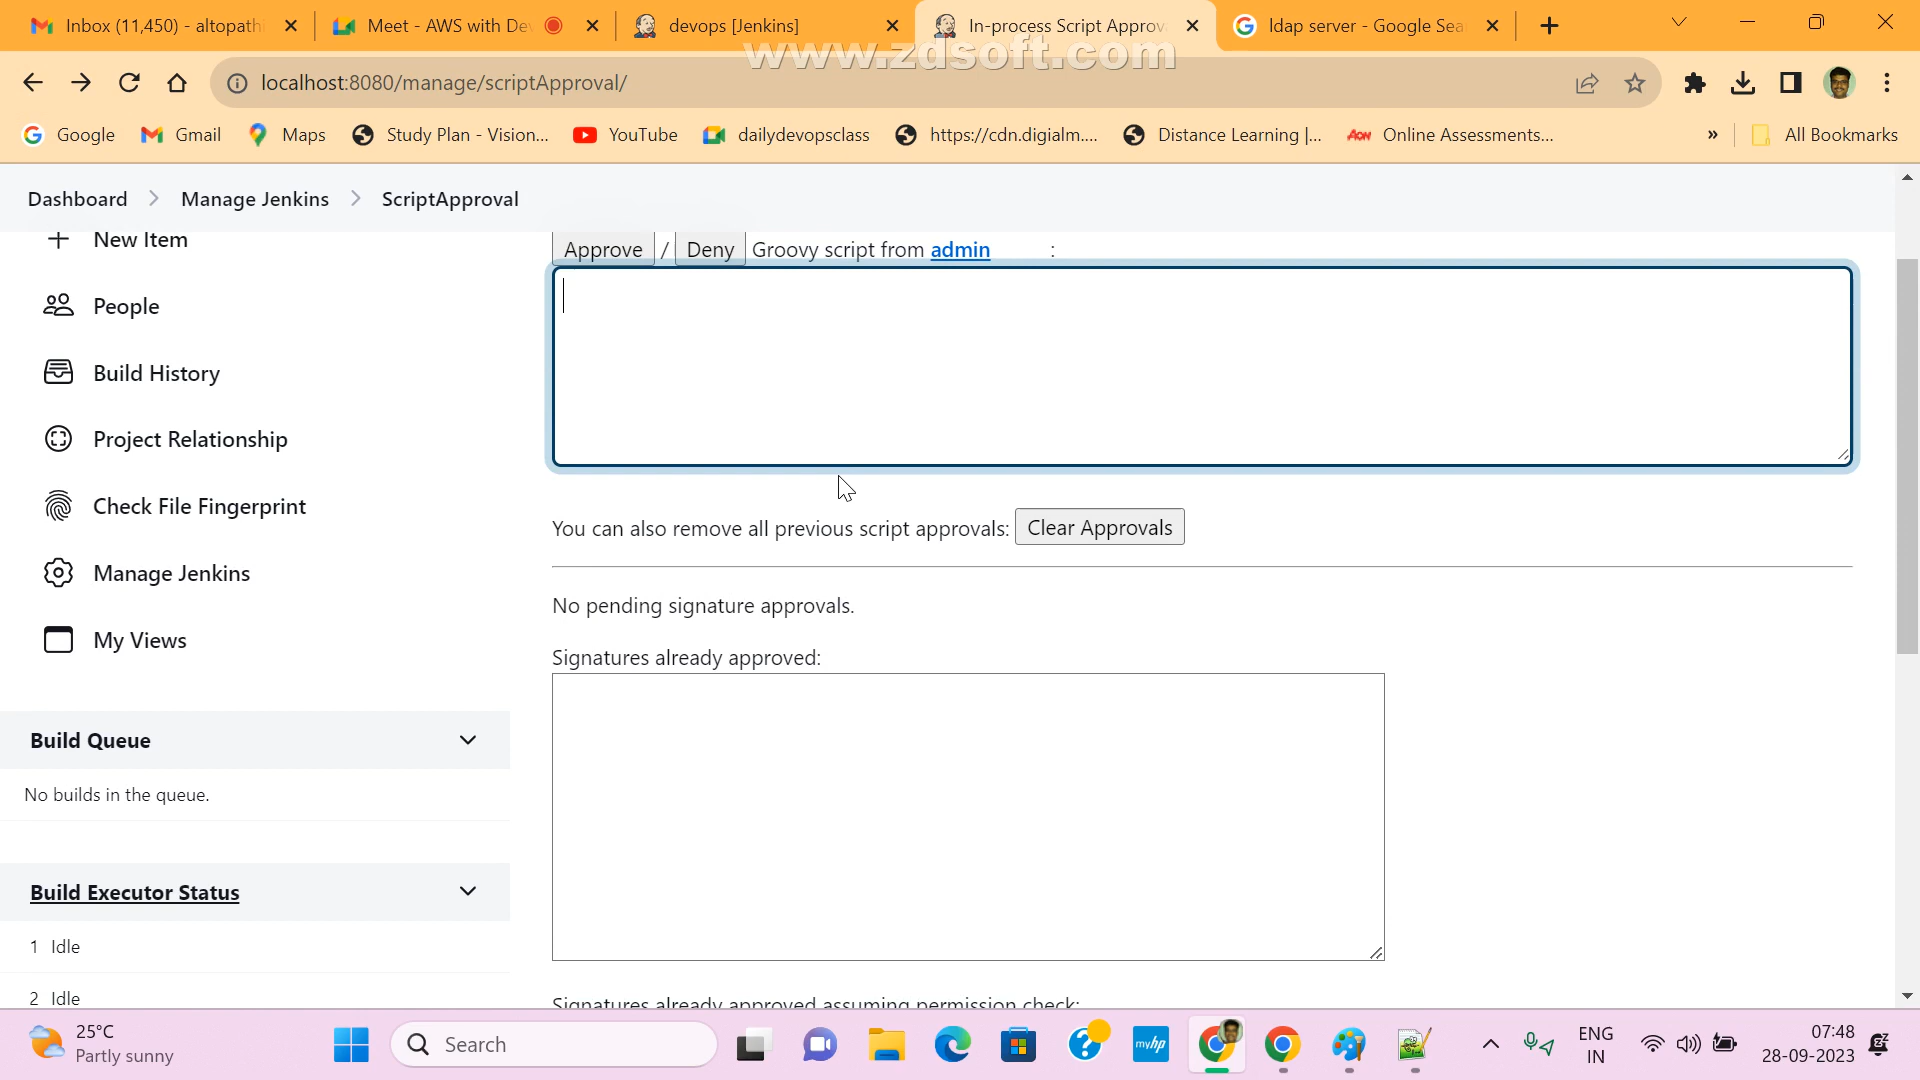 Inbox (11,450) - altopath
Meet - AWS with De
devops [Jenkins]
In-process Script Approv
ldap server - Google Sea
www.zdsoft.com
localhost:8080/manage/scriptApproval/
Google
Gmail
Maps
Study Plan - Vision...
YouTube
dailydevopsclass
https://cdn.digialm....
Distance Learning |...
AON
Online Assessments...
»
All Bookmarks
Dashboard
Manage Jenkins
ScriptApproval
New Item
People
Build History
Project Relationship
Check File Fingerprint
Manage Jenkins
My Views
Build Queue
No builds in the queue.
Build Executor Status
1 Idle
2 Idle
Approve / Deny Groovy script from admin :
You can also remove all previous script approvals: Clear Approvals
No pending signature approvals.
Signatures already approved:
Signatures already approved assuming permission check:
25°C
Partly sunny
Search
myhp
ENG
IN
07:48
28-09-2023